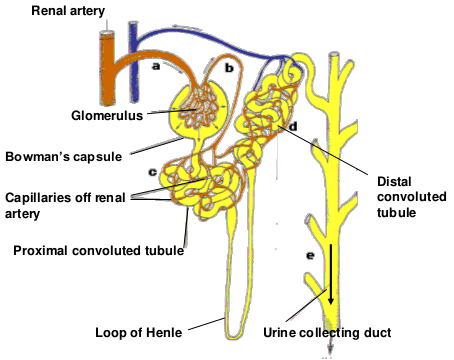 Renal artery
a
b
Glomerulus
d
Bowman's capsule
c
Capillaries off renal
artery
Distal
convoluted
tubule
Proximal convoluted tubule
e
Loop of Henle
Urine collecting duct